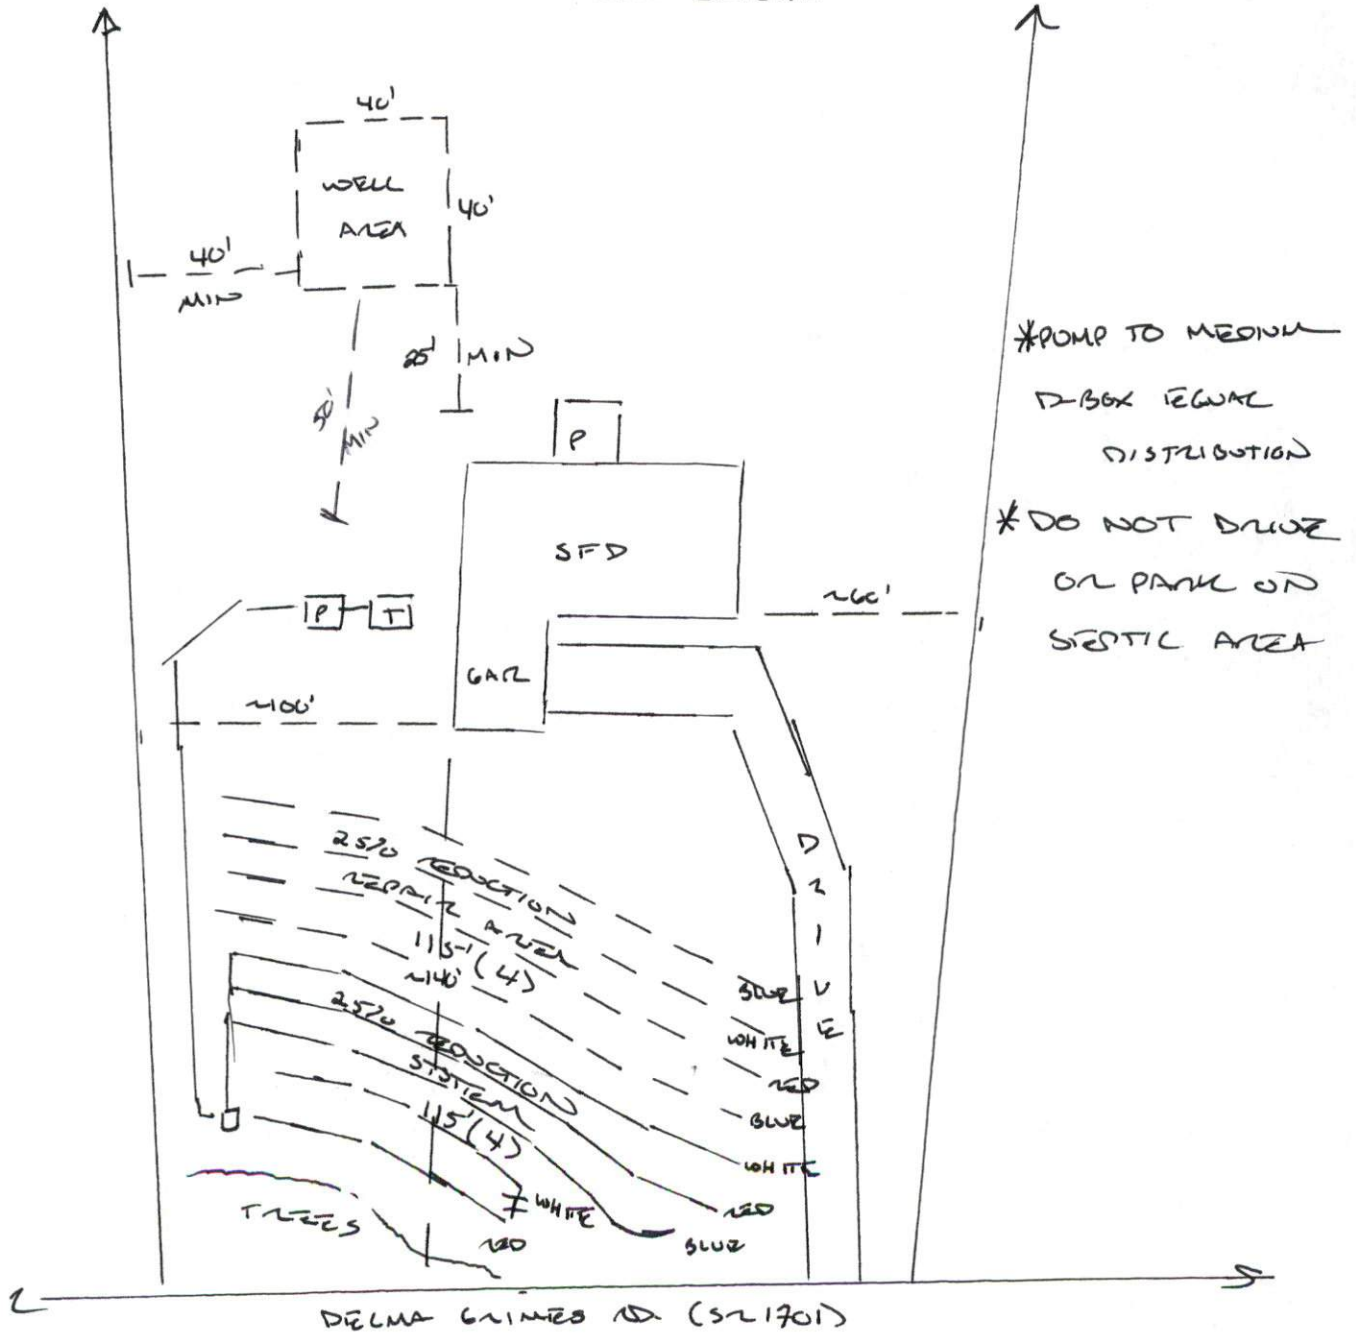 40'
WELL
AREA
40'
40'
MIN
25' MIN
50'
MIN
*PUMP TO MEDIUM
D-BOX EQUAL
DISTRIBUTION
*DO NOT DRIVE
OR PARK ON
SEPTIC AREA
P
SFD
~60'
P
T
GAR
~100'
DRIVE
25% REDUCTION
REPAIR AREA
115' (4)
~140'
25% REDUCTION
SYSTEM
115' (4)
BLUE
WHITE
RED
BLUE
WHITE
RED
BLUE
WHITE
RED
TREES
DELMA GRIMES RD. (SR1701)